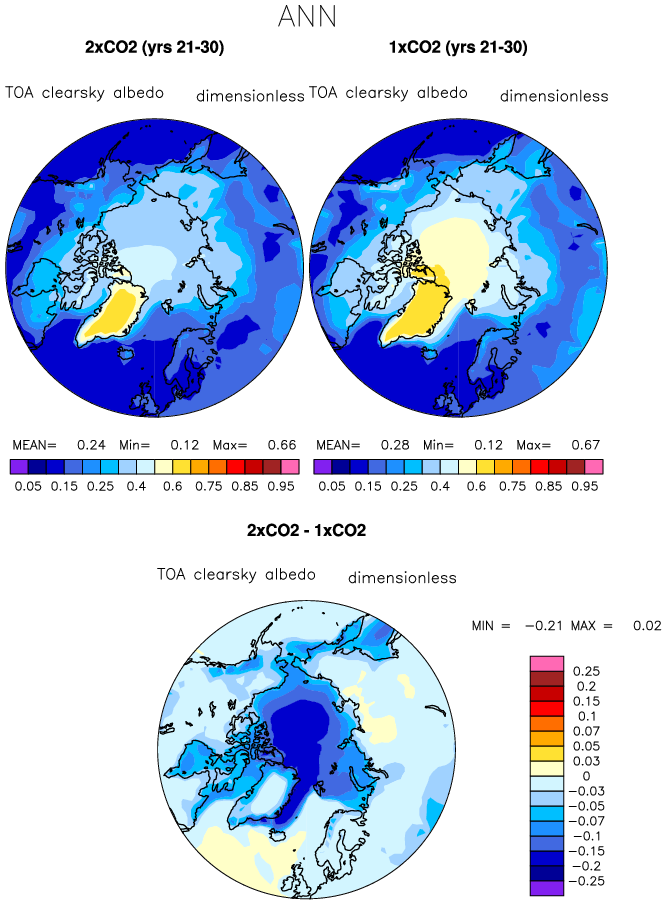 ANN
2xCO2 (yrs 21-30) 1xCO2 (yrs 21-30)
TOA clearsky albedo dimensionless TOA clearsky albedo dimensionless
MEAN= 0.24 Min= 0.12 Max= 0.66 MEAN= 0.28 Min= 0.12 Max= 0.67
0.05 0.15 0.25 0.4 0.6 0.75 0.85 0.95 0.05 0.15 0.25 0.4 0.6 0.75 0.85 0.95
2xCO2 - 1xCO2
TOA clearsky albedo dimensionless
MIN = −0.21 MAX = 0.02
0.25
0.2
0.15
0.1
0.07
0.05
0.03
0
−0.03
−0.05
−0.07
−0.1
−0.15
−0.2
−0.25